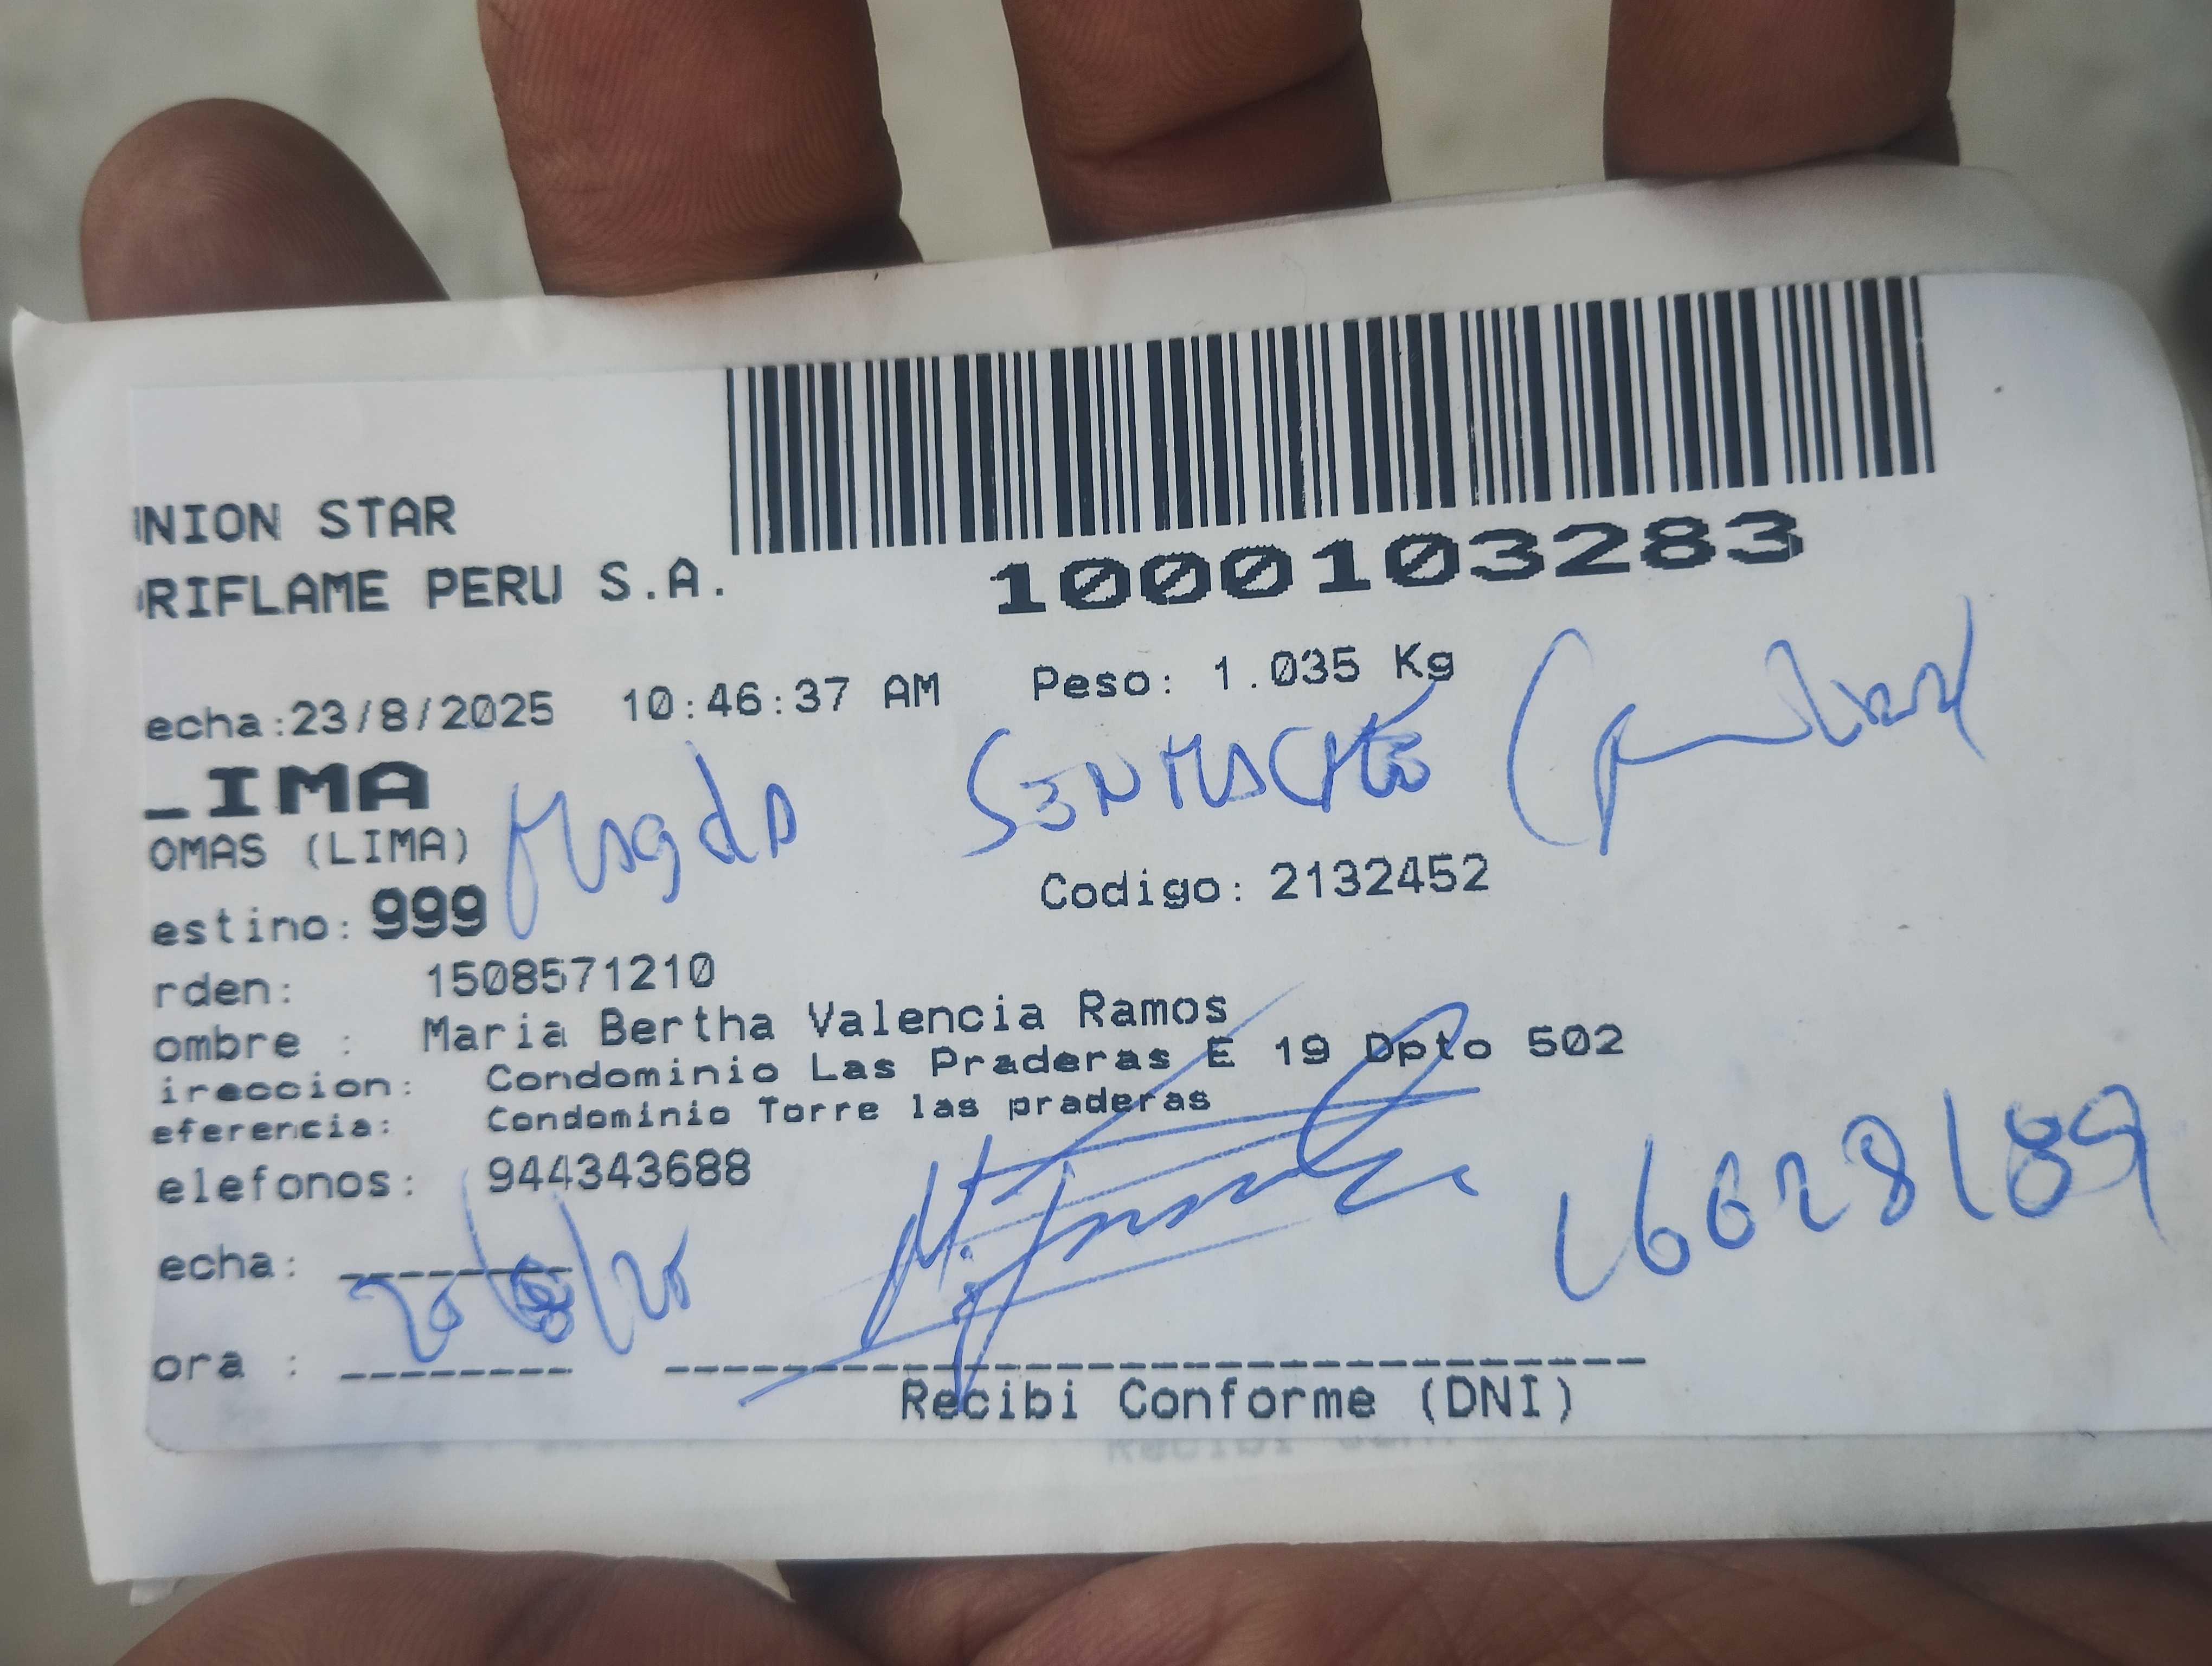 NION STAR
RIFLAME PERU S.A.
1000103283
echa:23/8/2025 10:46:37 AM Peso: 1.035 Kg
LIMA
OMAS (LIMA)
Magda
estino: 999 Codigo: 2132452
rden: 1508571210
ombre : Maria Bertha Valencia Ramos
ireccion: Condominio Las Praderas E 19 Dpto 502
eferencia: Condominio Torre las praderas
elefonos: 944343688
16628189
echa:
ora :
Recibi Conforme (DNI)